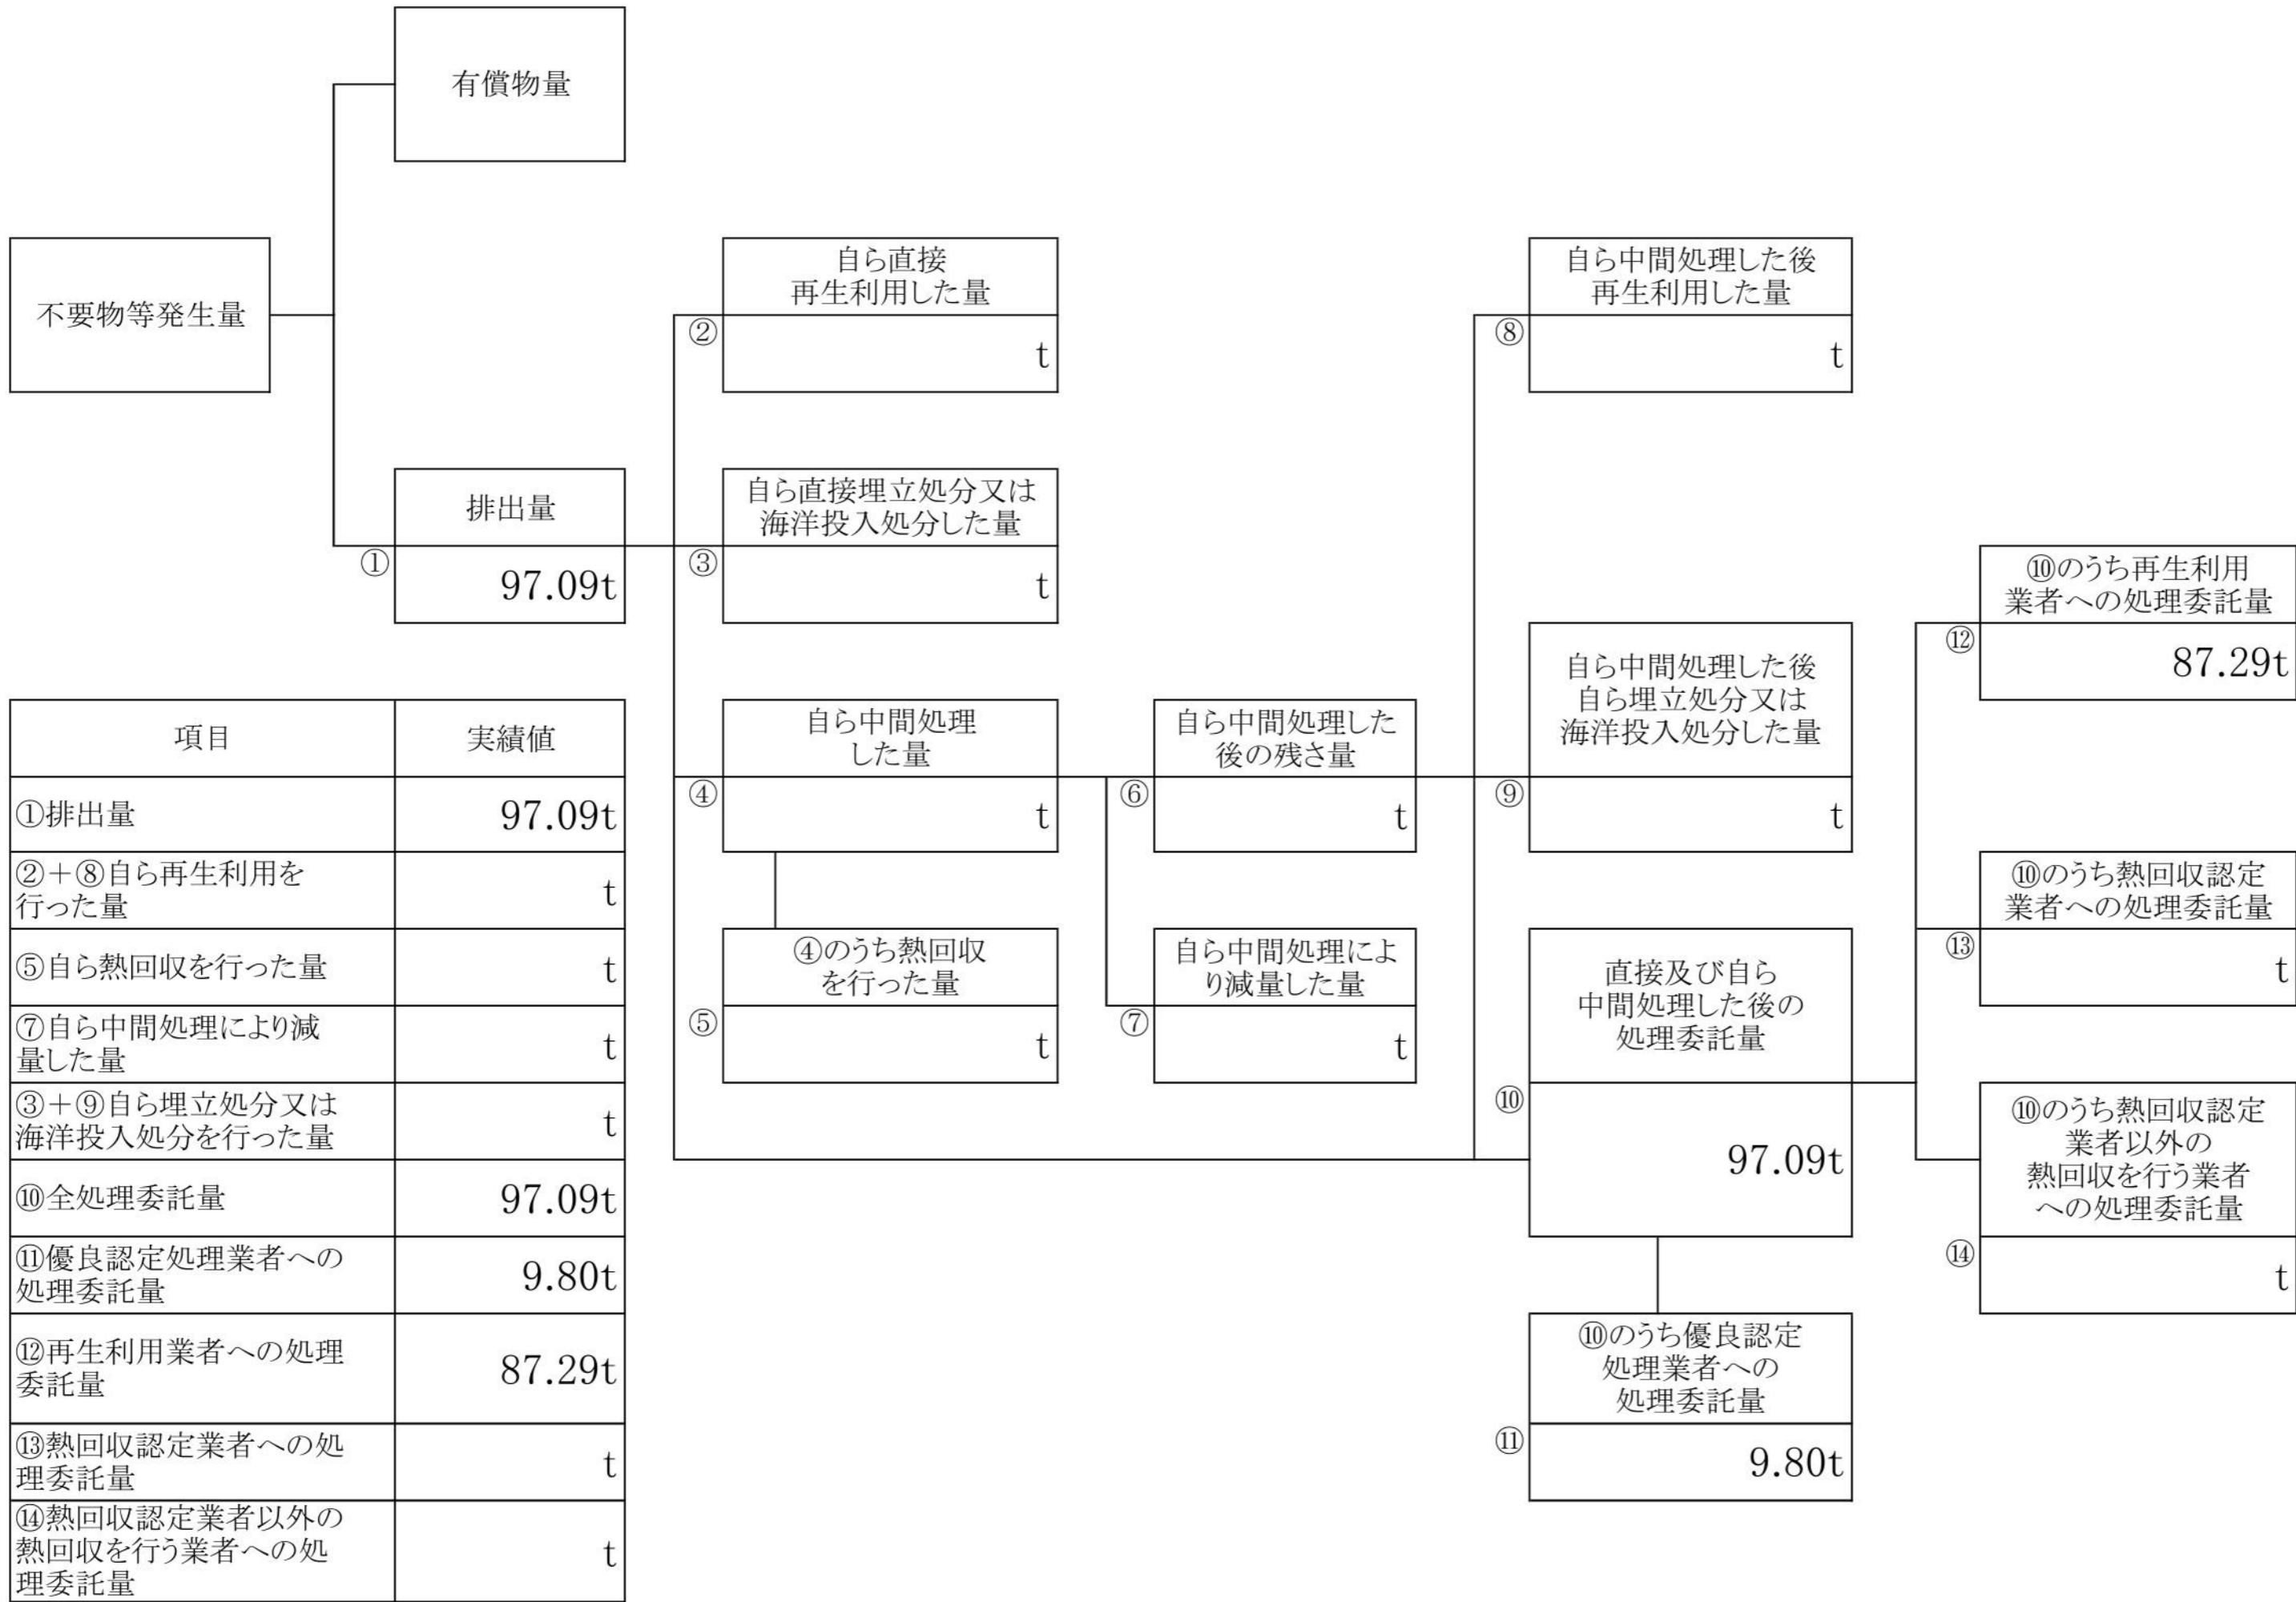 有償物量
不要物等発生量
自ら直接
再生利用した量
②
t
自ら中間処理した後
再生利用した量
⑧
t
排出量
①
97.09t
自ら直接埋立処分又は
海洋投入処分した量
③
t
⑩のうち再生利用
業者への処理委託量
⑫
87.29t
自ら中間処理した後
自ら埋立処分又は
海洋投入処分した量
⑨
t
自ら中間処理
した量
④
t
自ら中間処理した
後の残さ量
⑥
t
⑩のうち熱回収認定
業者への処理委託量
⑬
t
④のうち熱回収
を行った量
⑤
t
自ら中間処理によ
り減量した量
⑦
t
直接及び自ら
中間処理した後の
処理委託量
⑩
97.09t
⑩のうち熱回収認定
業者以外の
熱回収を行う業者
への処理委託量
⑭
t
⑩のうち優良認定
処理業者への
処理委託量
⑪
9.80t
項目 実績値
①排出量 97.09t
②＋⑧自ら再生利用を
行った量 t
⑤自ら熱回収を行った量 t
⑦自ら中間処理により減
量した量 t
③＋⑨自ら埋立処分又は
海洋投入処分を行った量 t
⑩全処理委託量 97.09t
⑪優良認定処理業者への
処理委託量 9.80t
⑫再生利用業者への処理
委託量 87.29t
⑬熱回収認定業者への処
理委託量 t
⑭熱回収認定業者以外の
熱回収を行う業者への処
理委託量 t